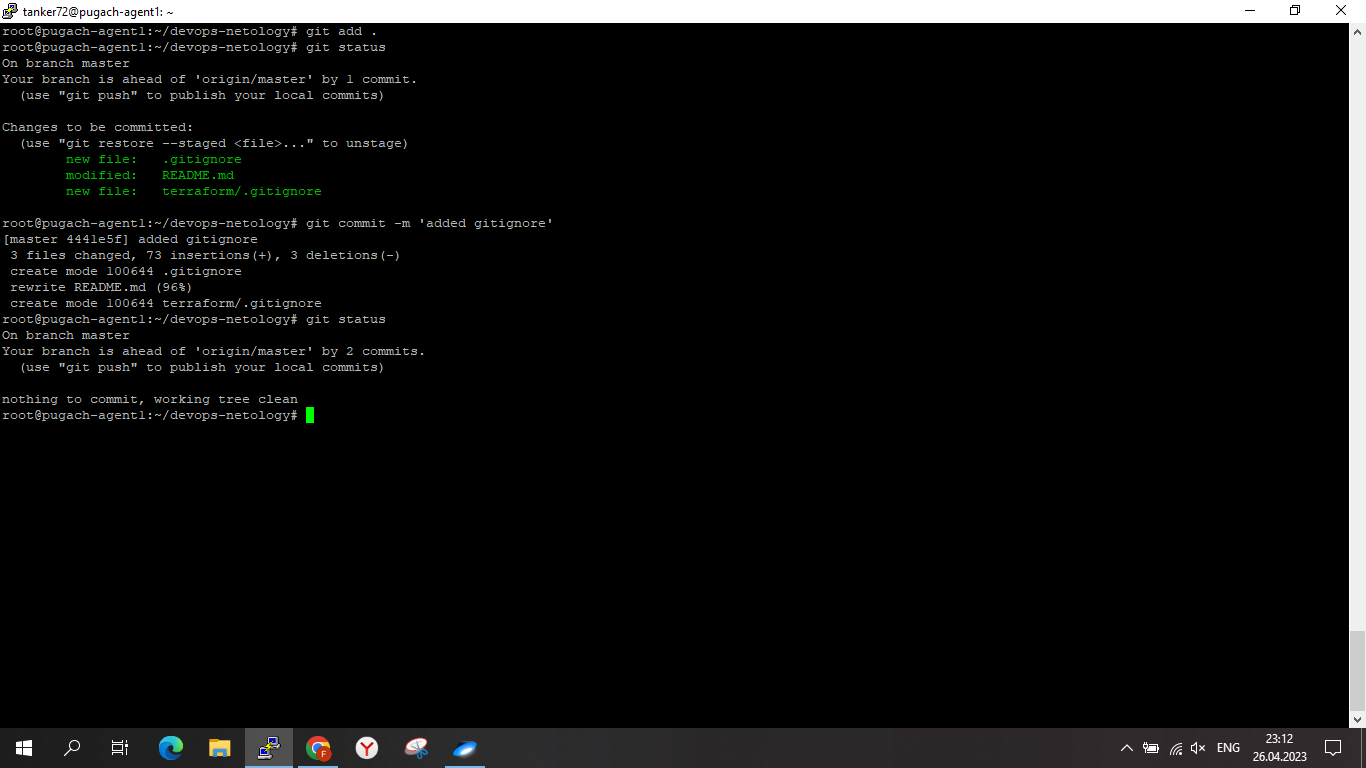 tanker72@pugach-agent1: ~
root@pugach-agent1:~/devops-netology# git add .
root@pugach-agent1:~/devops-netology# git status
On branch master
Your branch is ahead of 'origin/master' by 1 commit.
  (use "git push" to publish your local commits)
Changes to be committed:
  (use "git restore --staged <file>..." to unstage)
        new file:   .gitignore
        modified:   README.md
        new file:   terraform/.gitignore
root@pugach-agent1:~/devops-netology# git commit -m 'added gitignore'
[master 4441e5f] added gitignore
 3 files changed, 73 insertions(+), 3 deletions(-)
 create mode 100644 .gitignore
 rewrite README.md (96%)
 create mode 100644 terraform/.gitignore
root@pugach-agent1:~/devops-netology# git status
On branch master
Your branch is ahead of 'origin/master' by 2 commits.
  (use "git push" to publish your local commits)
nothing to commit, working tree clean
root@pugach-agent1:~/devops-netology#
F
ENG
23:12
26.04.2023